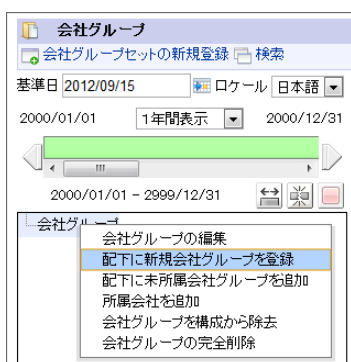 会社グループ
会社グループセットの新規登録 検索
基準日 2012/09/15 ロケール 日本語
2000/01/01 1年間表示 2000/12/31
2000/01/01 - 2999/12/31
会社グループ
会社グループの編集
配下に新規会社グループを登録
配下に未所属会社グループを追加
所属会社を追加
会社グループを構成から除去
会社グループの完全削除